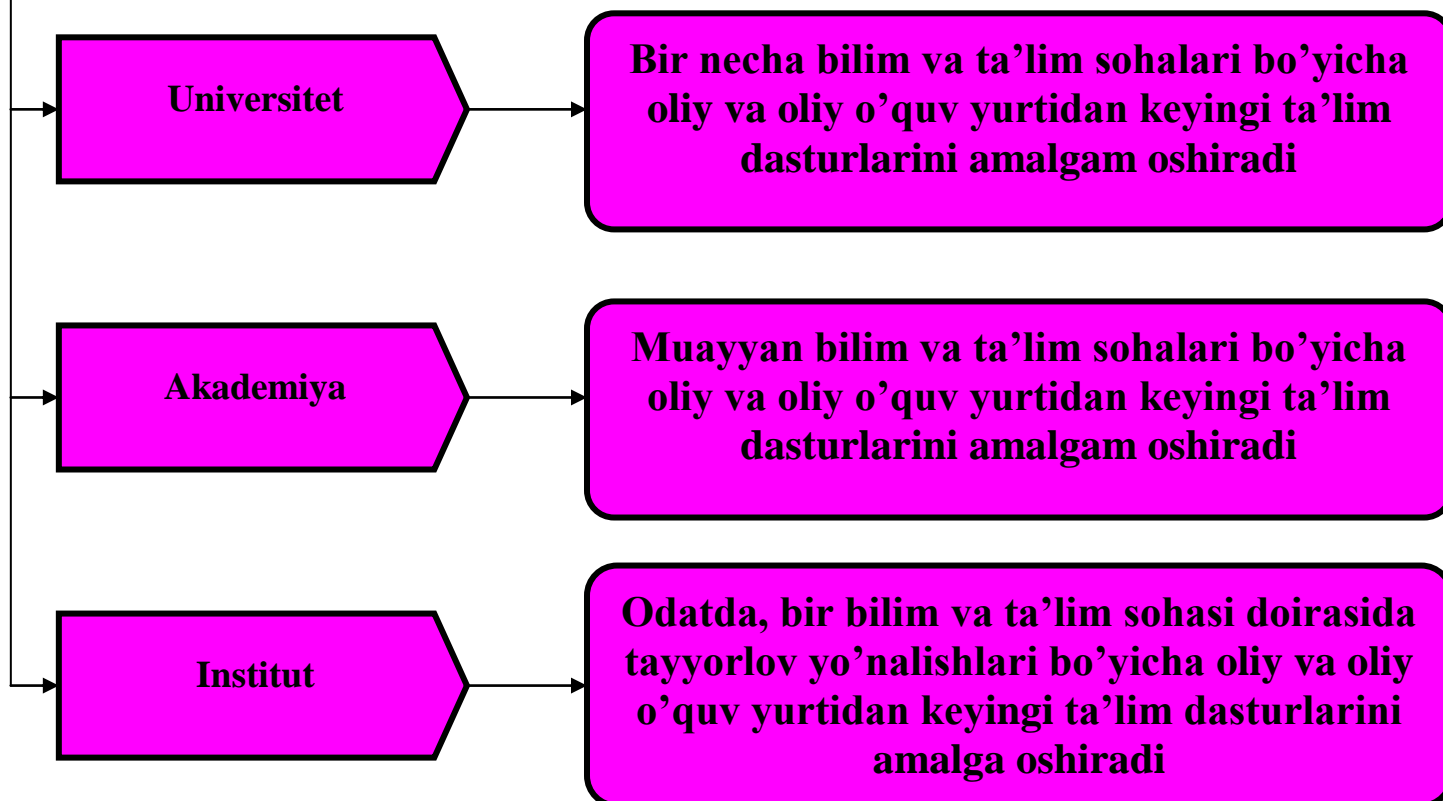 Universitet
Bir necha bilim va ta’lim sohalari bo’yicha
oliy va oliy o’quv yurtidan keyingi ta’lim
dasturlarini amalgam oshiradi
Akademiya
Muayyan bilim va ta’lim sohalari bo’yicha
oliy va oliy o’quv yurtidan keyingi ta’lim
dasturlarini amalgam oshiradi
Institut
Odatda, bir bilim va ta’lim sohasi doirasida
tayyorlov yo’nalishlari bo’yicha oliy va oliy
o’quv yurtidan keyingi ta’lim dasturlarini
amalga oshiradi